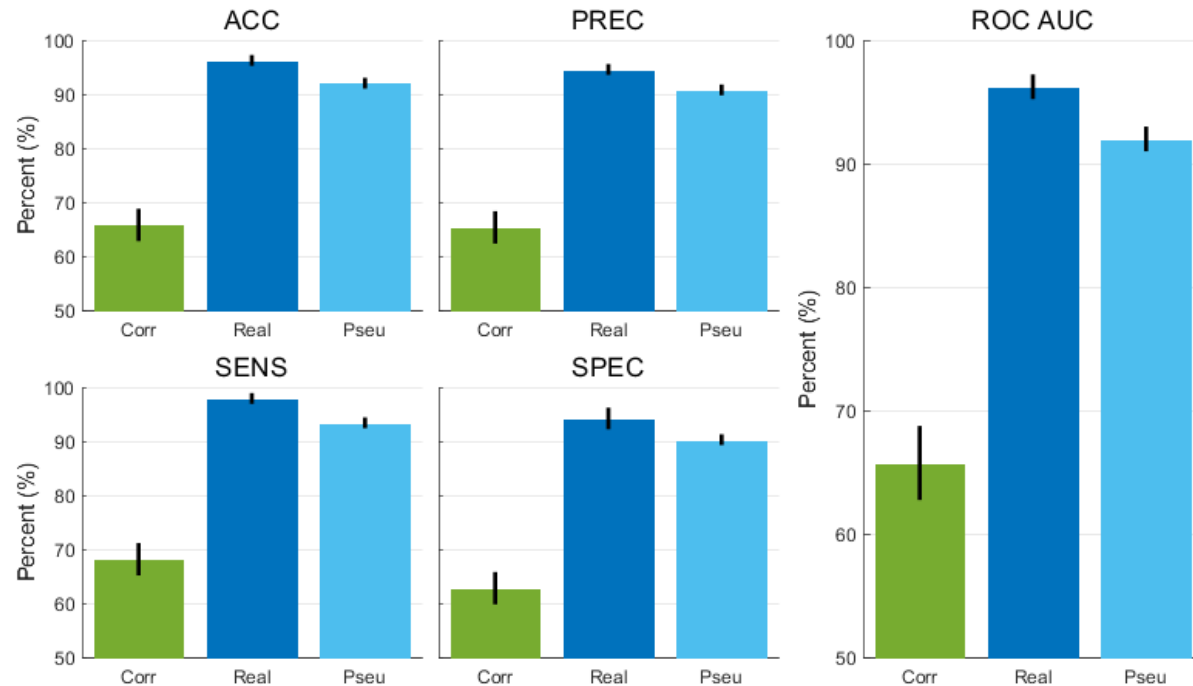 ACC
Percent (%)
100
90
80
70
60
50
Corr Real Pseu
PREC
Corr Real Pseu
SENS
Percent (%)
100
90
80
70
60
50
Corr Real Pseu
SPEC
Corr Real Pseu
ROC AUC
Percent (%)
100
90
80
70
60
50
Corr Real Pseu